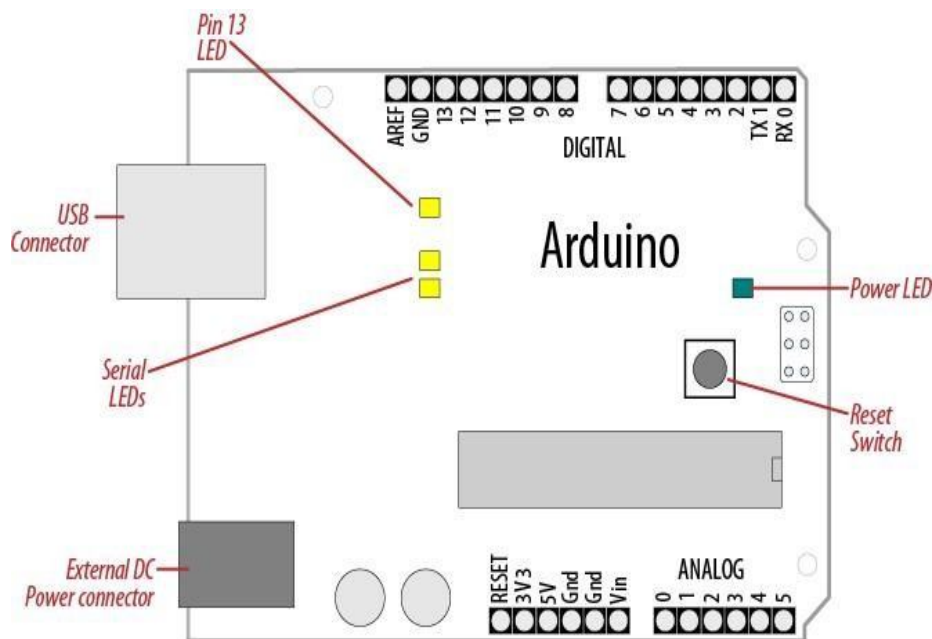 Pin 13
LED
AREF
GND
13
12
11
10
9
8
7
6
5
4
3
2
TX 1
RX 0
DIGITAL
USB
Connector
Arduino
Power LED
Serial
LEDs
Reset
Switch
External DC
Power connector
RESET
3V3
5V
Gnd
Gnd
Vin
ANALOG
0
1
2
3
4
5